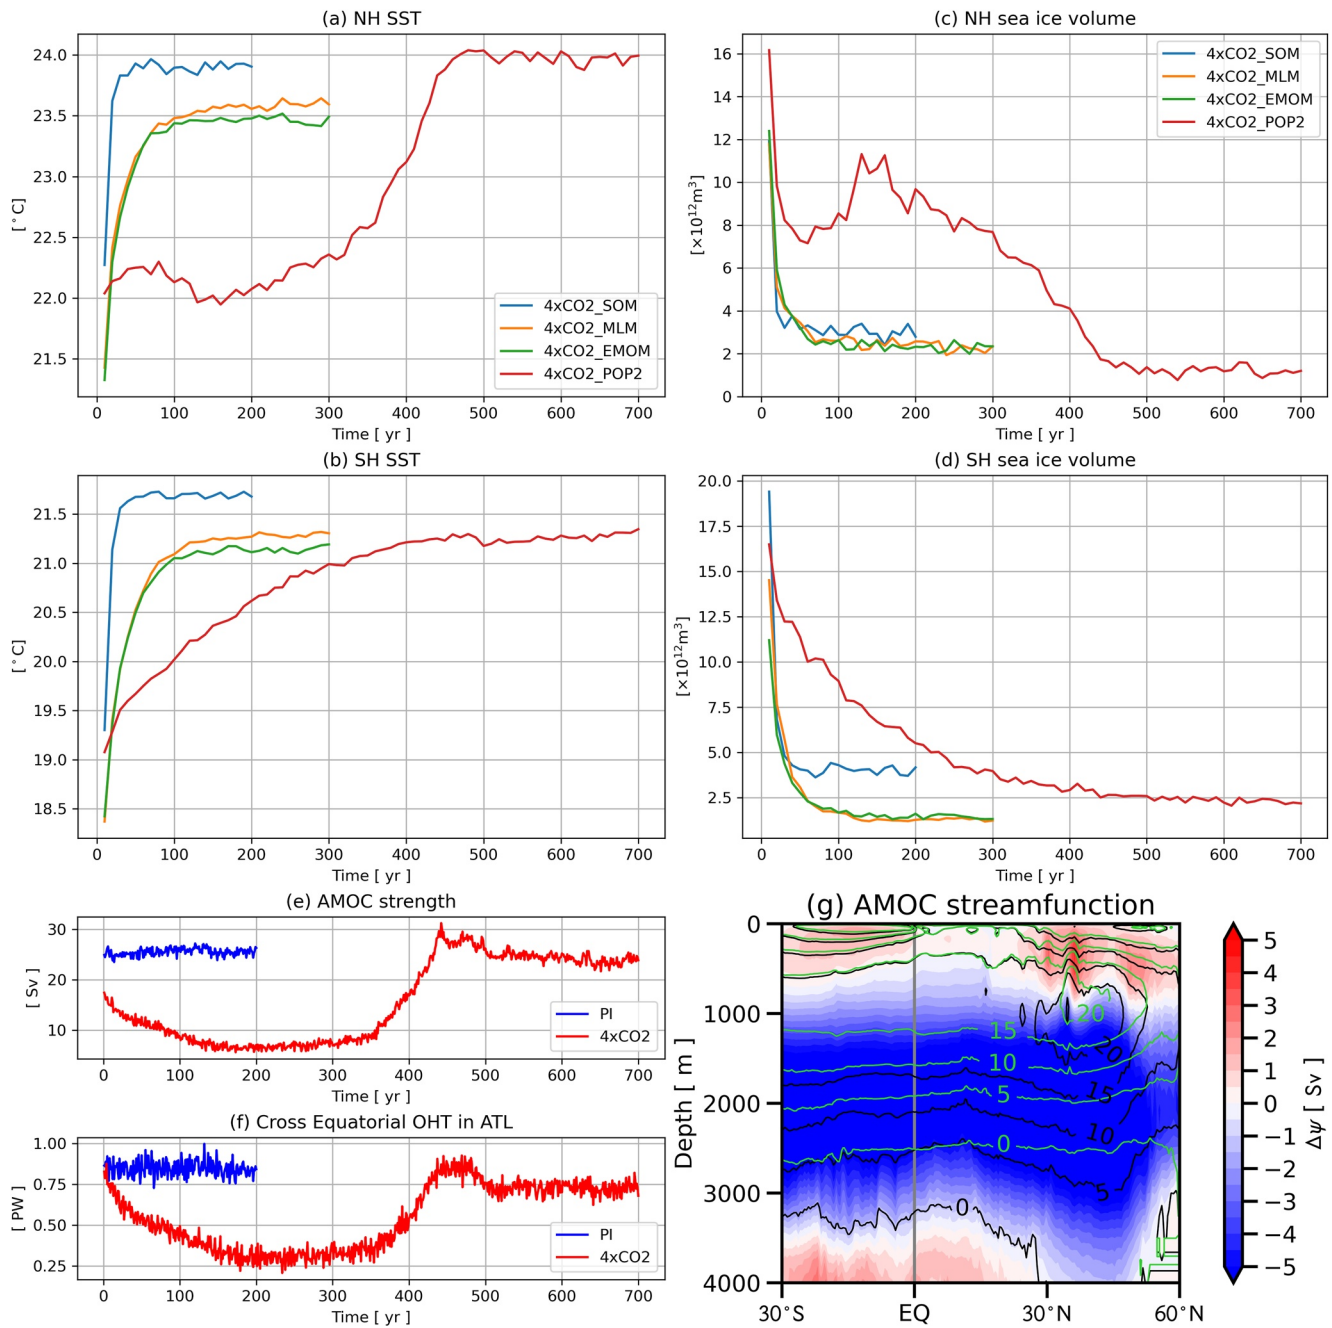 (a) NH SST
24.0
23.5
23.0
22.5
22.0
21.5
[°C]
0 100 200 300 400 500 600 700
Time [ yr ]
4xCO2_SOM
4xCO2_MLM
4xCO2_EMOM
4xCO2_POP2
(c) NH sea ice volume
16
14
12
10
8
6
4
2
0
[×10¹²m³]
0 100 200 300 400 500 600 700
Time [ yr ]
4xCO2_SOM
4xCO2_MLM
4xCO2_EMOM
4xCO2_POP2
(b) SH SST
21.5
21.0
20.5
20.0
19.5
19.0
18.5
[°C]
0 100 200 300 400 500 600 700
Time [ yr ]
(d) SH sea ice volume
20.0
17.5
15.0
12.5
10.0
7.5
5.0
2.5
[×10¹²m³]
0 100 200 300 400 500 600 700
Time [ yr ]
(e) AMOC strength
30
20
10
[ Sv ]
PI
4xCO2
0 100 200 300 400 500 600 700
Time [ yr ]
(f) Cross Equatorial OHT in ATL
1.00
0.75
0.50
0.25
[ PW ]
PI
4xCO2
0 100 200 300 400 500 600 700
Time [ yr ]
(g) AMOC streamfunction
0
1000
2000
3000
4000
Depth [ m ]
30°S EQ 30°N 60°N
20
15
10
5
0
20
15
10
5
0
5
4
3
2
1
0
−1
−2
−3
−4
−5
Δψ [ Sv ]